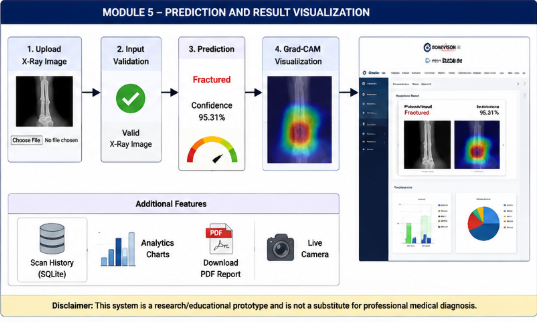 MODULE 5 – PREDICTION AND RESULT VISUALIZATION
1. Upload
X-Ray Image
Choose File No file chosen
2. Input
Validation
Valid
X-Ray Image
3. Prediction
Fractured
Confidence
95.31%
4. Grad-CAM
Visualization
Fractured
95.31%
Additional Features
Scan History
(SQLite)
Analytics
Charts
PDF
Download
PDF Report
Live
Camera
Disclaimer: This system is a research/educational prototype and is not a substitute for professional medical diagnosis.